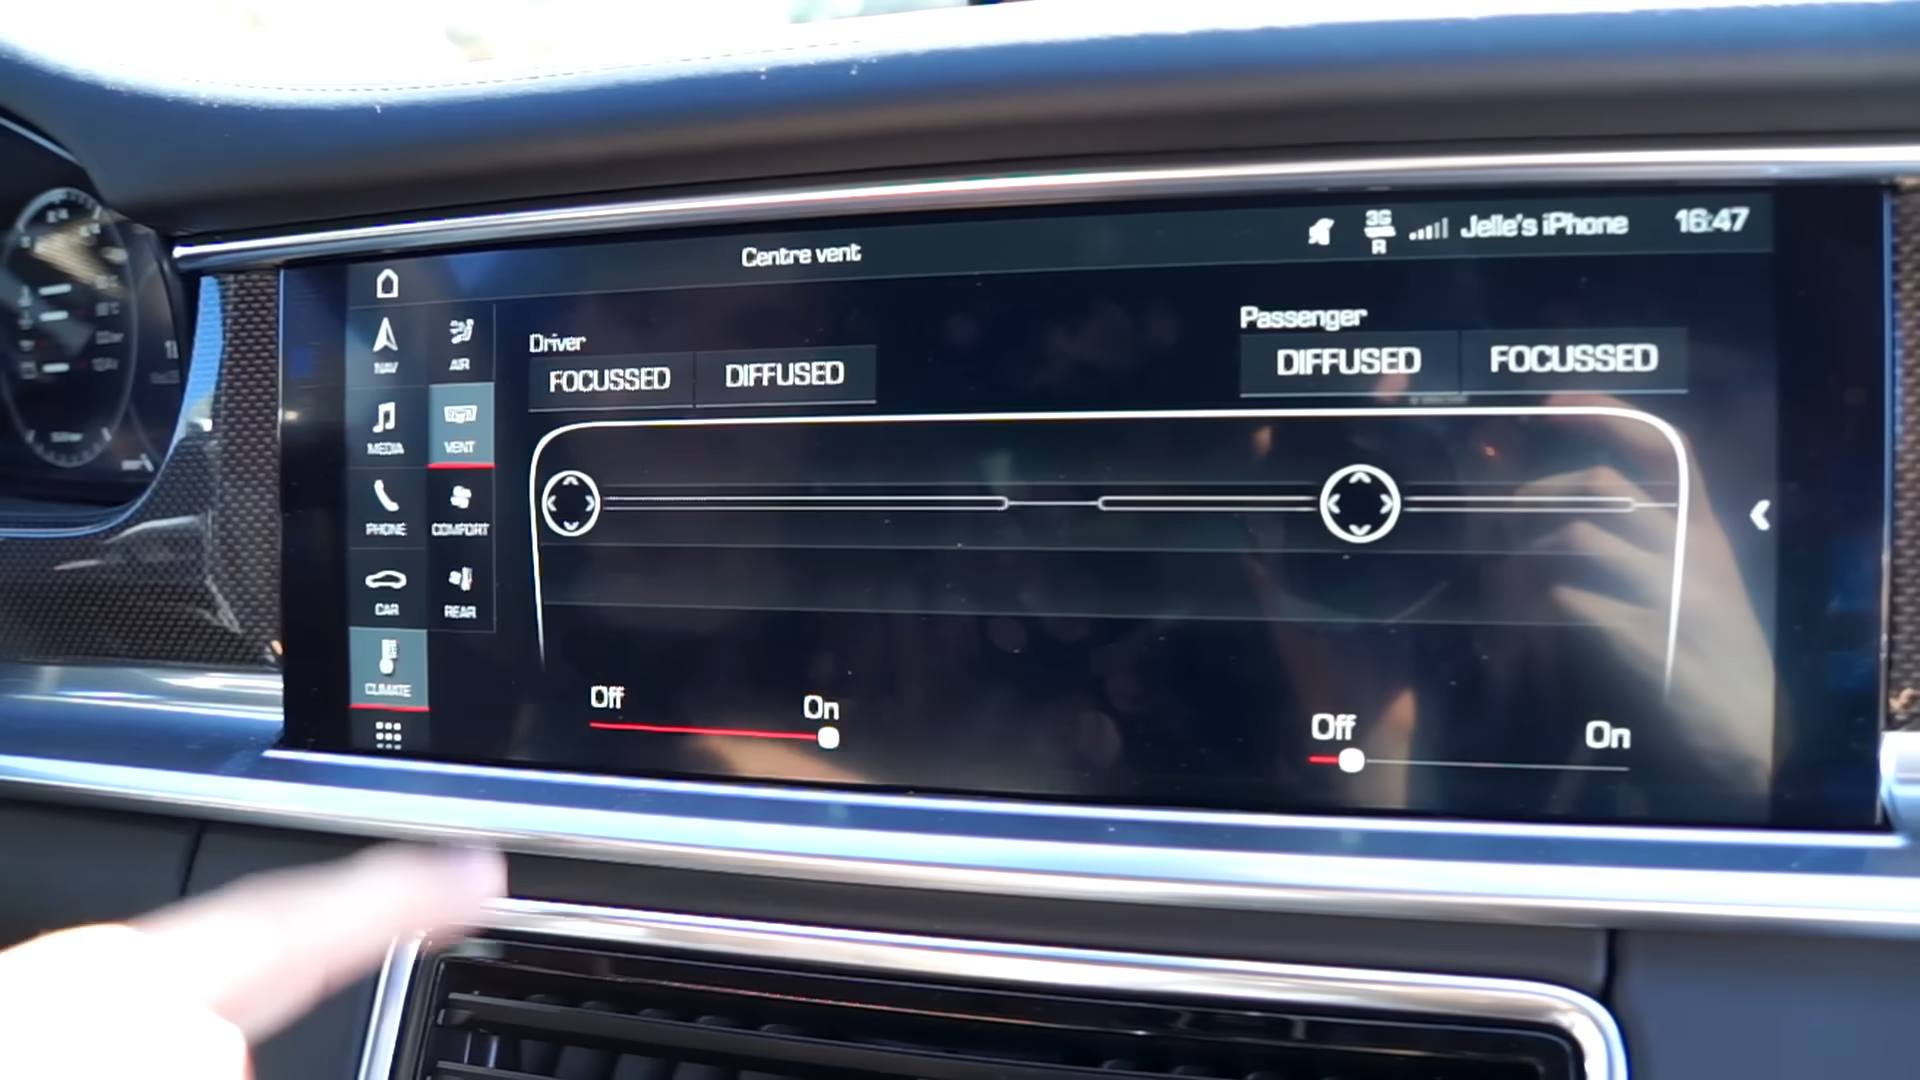 Centre vent
3G
R
Jelle's iPhone
16:47
NAV
AIR
MEDIA
VENT
PHONE
COMFORT
CAR
REAR
CLIMATE
Driver
FOCUSSED
DIFFUSED
Passenger
DIFFUSED
FOCUSSED
Off
On
Off
On